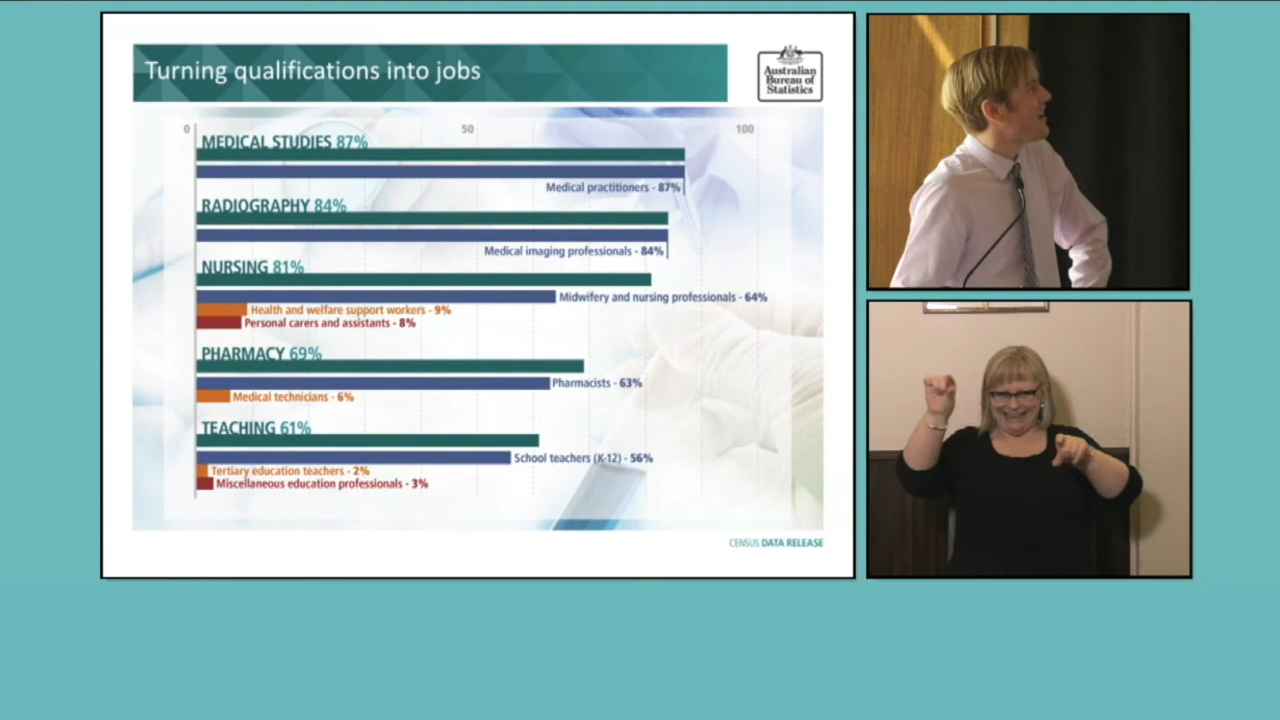 Turning qualifications into jobs
Australian
Bureau of
Statistics
0 50 100
MEDICAL STUDIES 87%
Medical practitioners - 87%
RADIOGRAPHY 84%
Medical imaging professionals - 84%
NURSING 81%
Midwifery and nursing professionals - 64%
Health and welfare support workers - 9%
Personal carers and assistants - 8%
PHARMACY 69%
Pharmacists - 63%
Medical technicians - 6%
TEACHING 61%
School teachers (K-12) - 56%
Tertiary education teachers - 2%
Miscellaneous education professionals - 3%
CENSUS DATA RELEASE